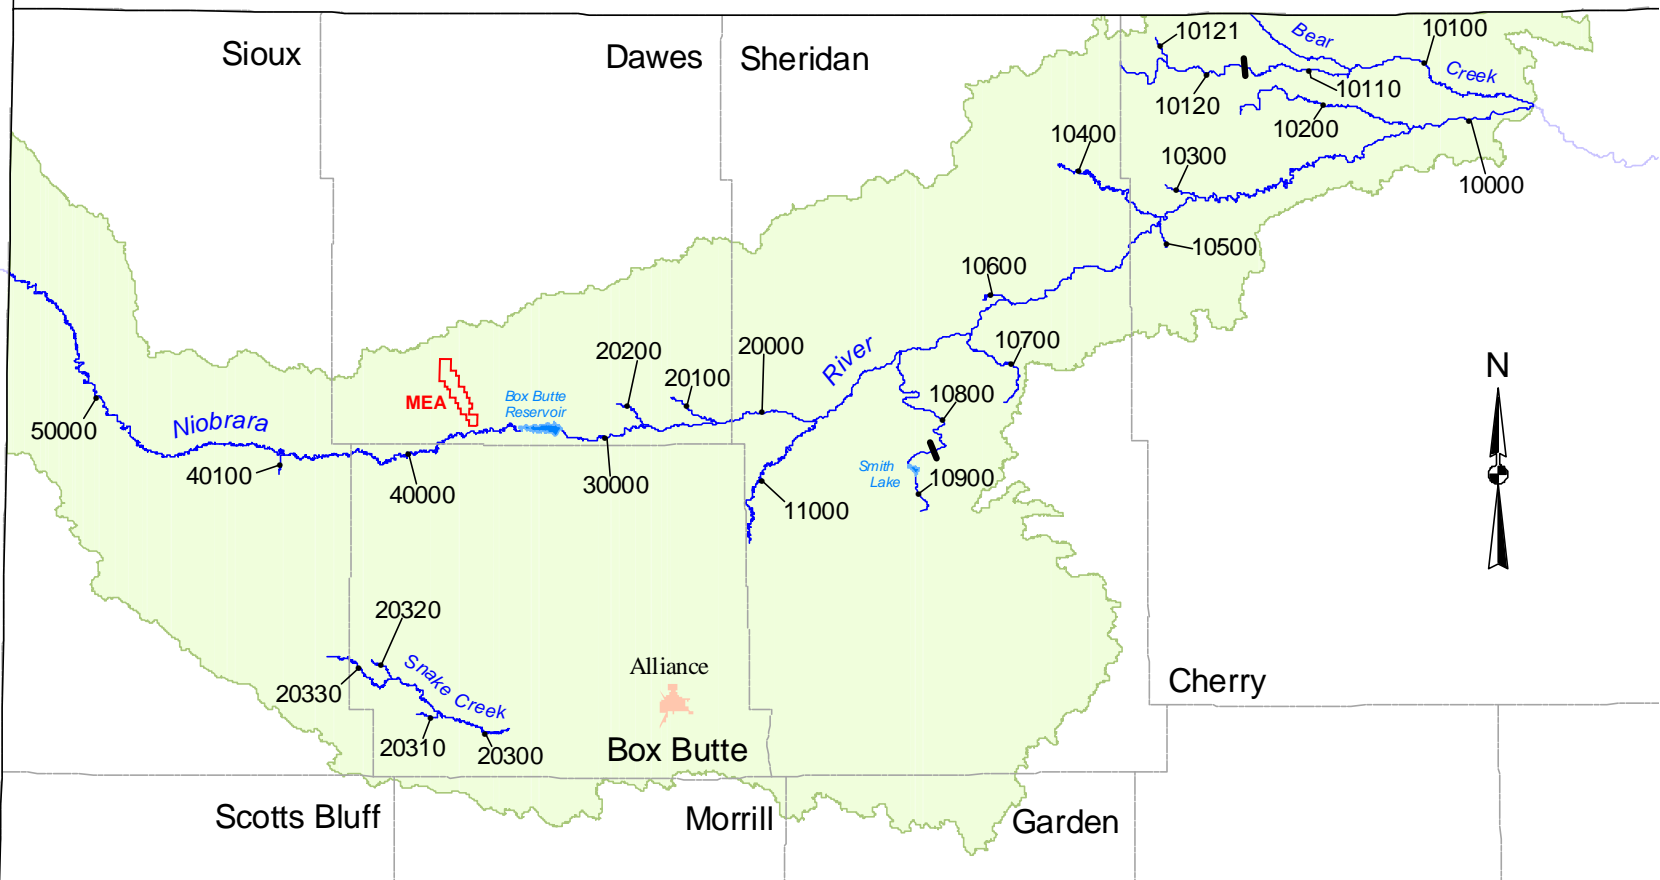 Sioux
Dawes
Sheridan
10121
Bear
10100
Creek
10120
10110
10200
10400
10300
10000
10500
10600
10700
River
20200
20000
20100
10800
N
MEA
Box Butte
Reservoir
50000
Niobrara
40100
40000
30000
Smith
Lake
10900
11000
20320
Snake Creek
20330
20310
20300
Alliance
Box Butte
Cherry
Scotts Bluff
Morrill
Garden